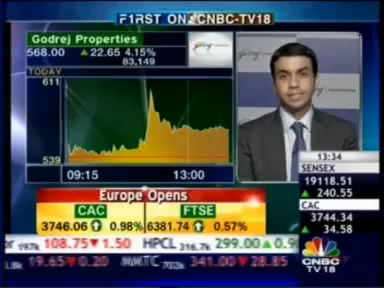 F1RST ON CNBC-TV18
Godrej Properties
568.00 22.65 4.15%
83,149
TODAY
611
539
09:15 13:00
Europe Opens
CAC FTSE
3746.06 0.98% 6381.74 0.57%
13:34
SENSEX
19118.51
240.55
CAC
3744.34
34.58
108.75 1.50 HPCL 316.7k 299.00
19.65 0.20 341.00 28.85
CNBC
TV18